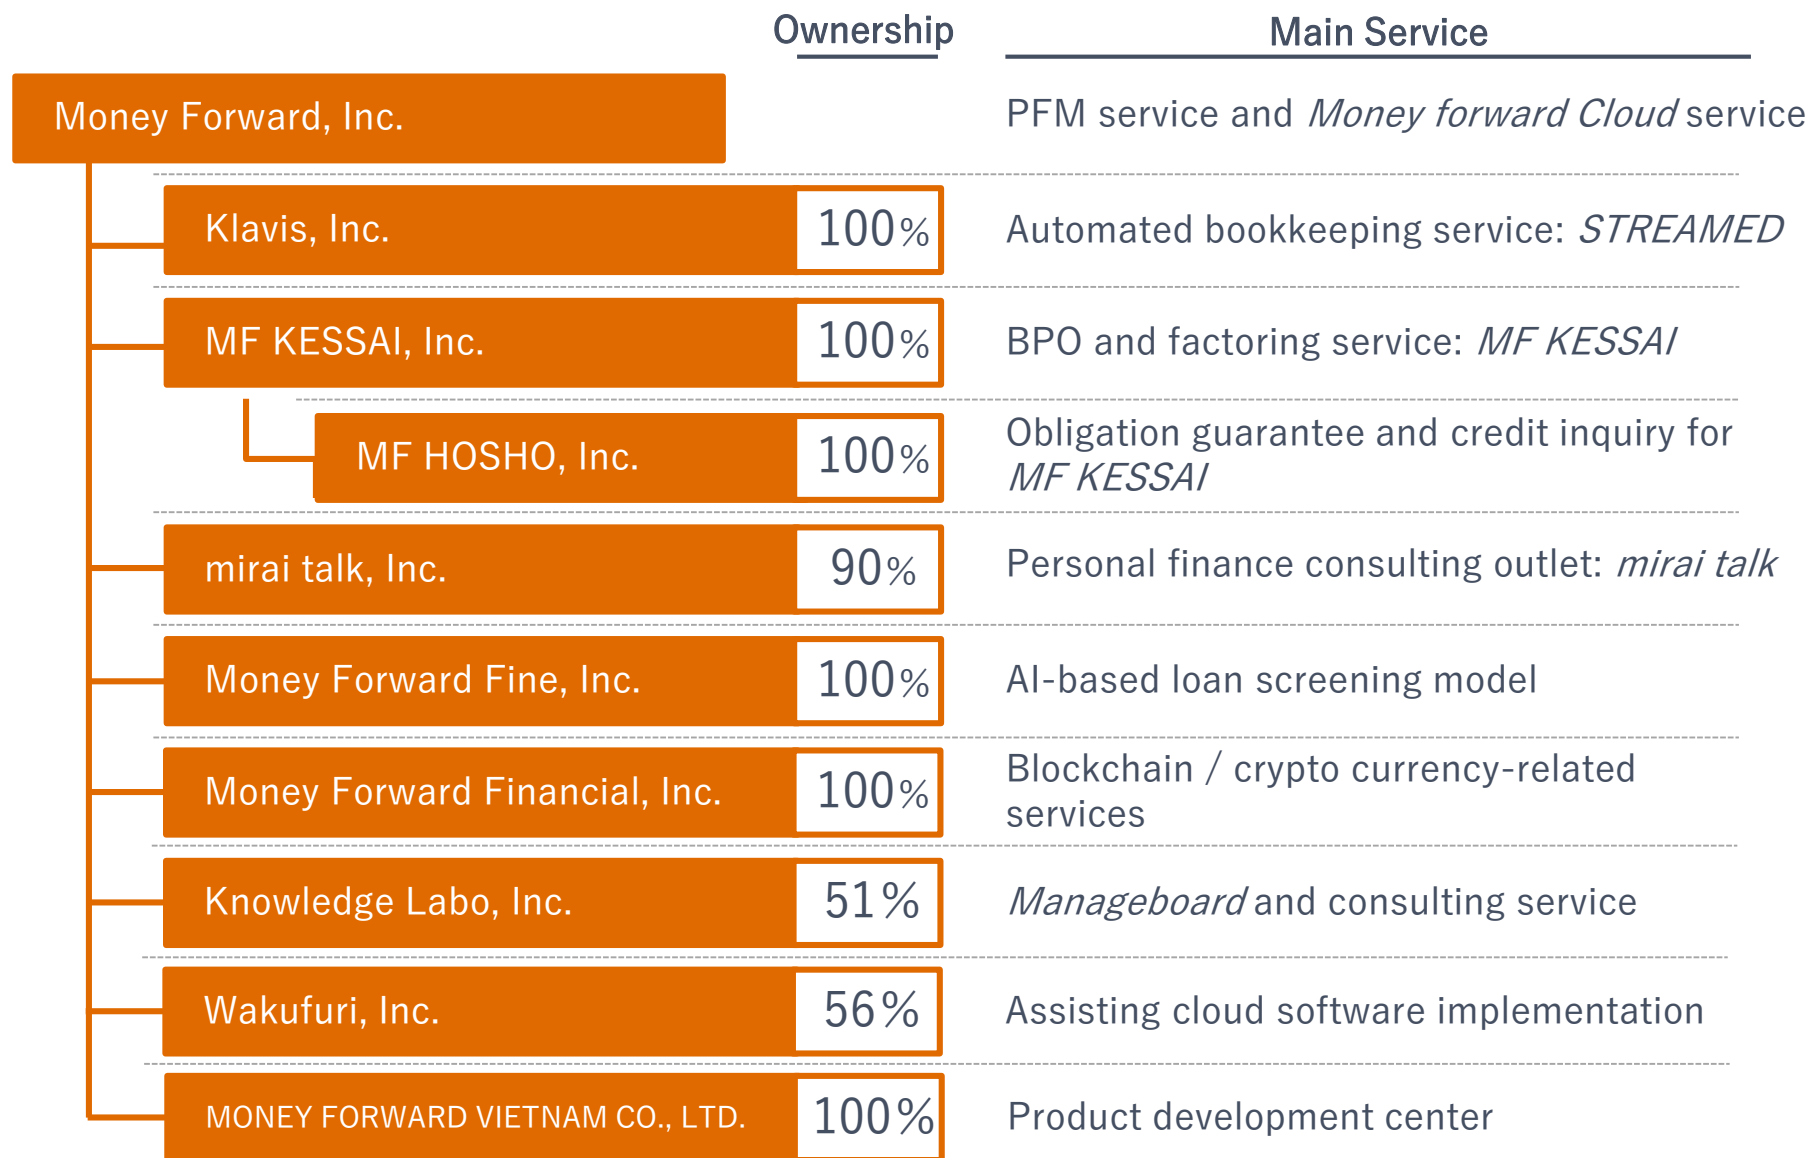 Ownership Main Service
Money Forward, Inc. PFM service and Money forward Cloud service
Klavis, Inc. 100% Automated bookkeeping service: STREAMED
MF KESSAI, Inc. 100% BPO and factoring service: MF KESSAI
MF HOSHO, Inc. 100% Obligation guarantee and credit inquiry for
MF KESSAI
mirai talk, Inc. 90% Personal finance consulting outlet: mirai talk
Money Forward Fine, Inc. 100% AI-based loan screening model
Money Forward Financial, Inc. 100% Blockchain / crypto currency-related
services
Knowledge Labo, Inc. 51% Manageboard and consulting service
Wakufuri, Inc. 56% Assisting cloud software implementation
MONEY FORWARD VIETNAM CO., LTD. 100% Product development center